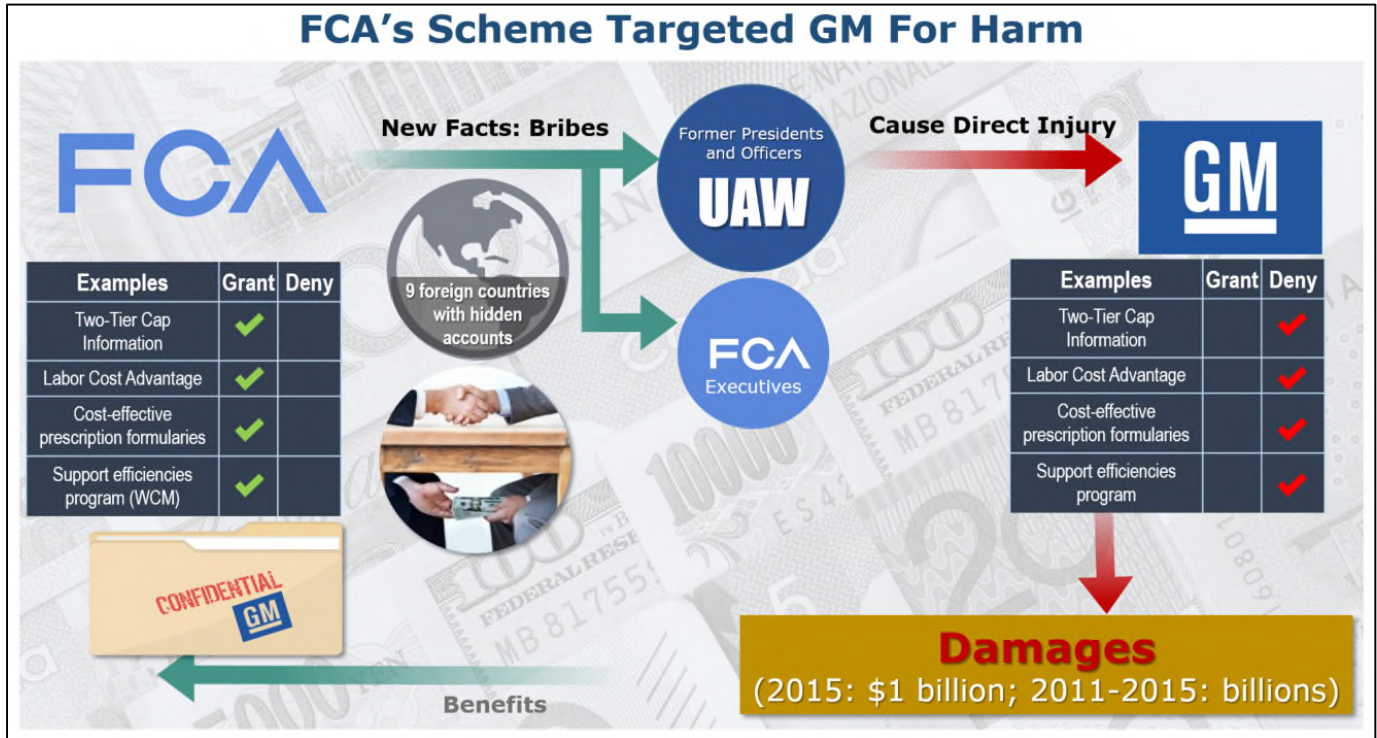 FCA's Scheme Targeted GM For Harm
FCA
New Facts: Bribes
Former Presidents
and Officers
UAW
Cause Direct Injury
GM
9 foreign countries
with hidden
accounts
FCA
Executives
Examples Grant Deny
Two-Tier Cap
Information
Labor Cost Advantage
Cost-effective
prescription formularies
Support efficiencies
program (WCM)
Examples Grant Deny
Two-Tier Cap
Information
Labor Cost Advantage
Cost-effective
prescription formularies
Support efficiencies
program
CONFIDENTIAL
GM
Benefits
Damages
(2015: $1 billion; 2011-2015: billions)